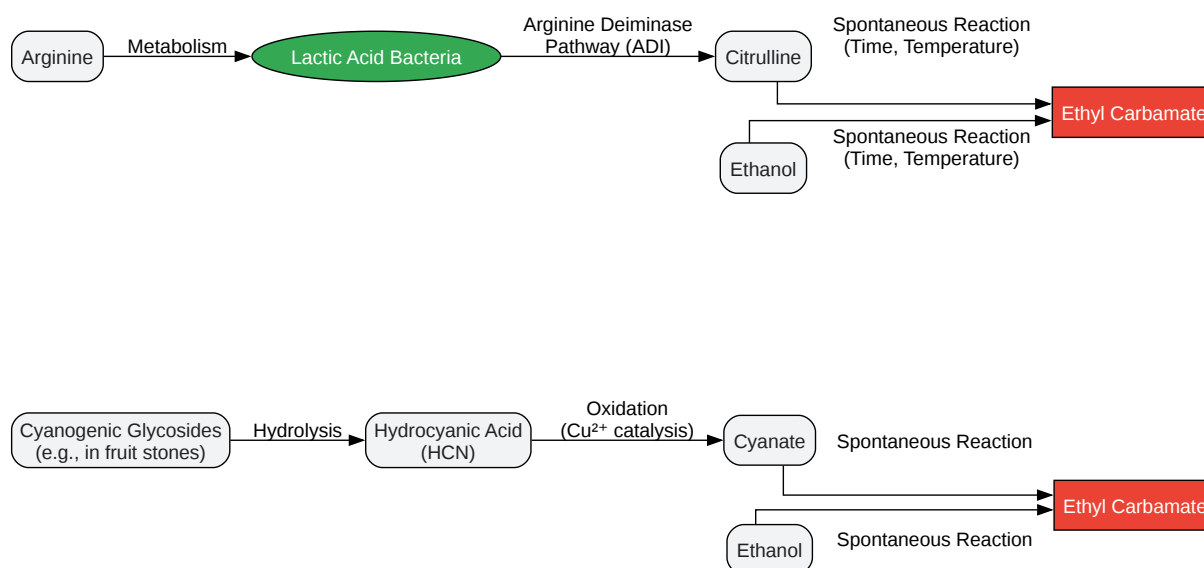 Arginine
Metabolism
Lactic Acid Bacteria
Arginine Deiminase
Pathway (ADI)
Citrulline
Spontaneous Reaction
(Time, Temperature)
Ethyl Carbamate
Spontaneous Reaction
(Time, Temperature)
Ethanol
Cyanogenic Glycosides
(e.g., in fruit stones)
Hydrolysis
Hydrocyanic Acid
(HCN)
Oxidation
(Cu²⁺ catalysis)
Cyanate
Spontaneous Reaction
Ethyl Carbamate
Spontaneous Reaction
Ethanol